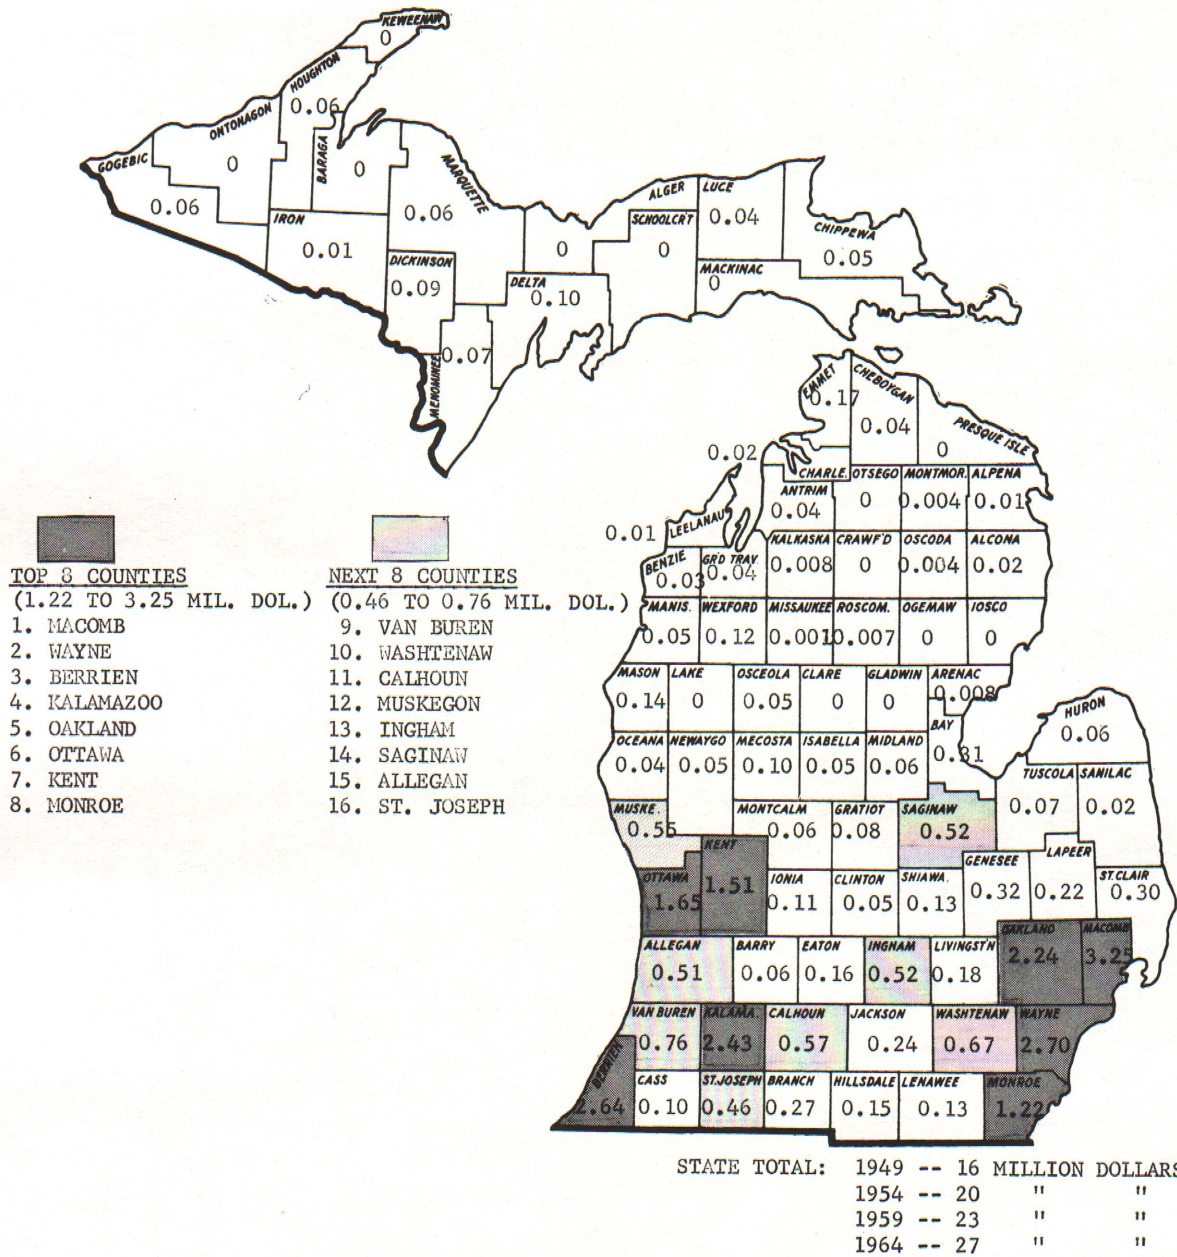 KEWEENAW
0
HOUGHTON
0.06
ONTONAGON
0
BARAGA
0
GOGEBIC
0.06
MARQUETTE
0.06
IRON
0.01
ALGER
0
LUCE
0.04
SCHOOLCRT
0
CHIPPEWA
0.05
MACKINAC
0
DICKINSON
0.09
DELTA
0.10
MENOMINEE
0.07
EMMET
0.17
CHEBOYGAN
0.04
PRESQUE ISLE
0
0.02
CHARLE. OTSEGO MONTMOR. ALPENA
0 0.004 0.01
ANTRIM
0.04
0.01 LEELANAU
BENZIE GR'D TRAV. KALKASKA CRAWF'D OSCODA ALCONA
0.03 0.04 0.008 0 0.004 0.02
MANIS. WEXFORD MISSAUKEE ROSCOM. OGEMAW IOSCO
0.05 0.12 0.001 0.007 0 0
MASON LAKE OSCEOLA CLARE GLADWIN ARENAC
0.14 0 0.05 0 0 0.008
HURON
0.06
BAY
0.31
OCEANA NEWAYGO MECOSTA ISABELLA MIDLAND
0.04 0.05 0.10 0.05 0.06
TUSCOLA SANILAC
0.07 0.02
MUSKE. MONTCALM GRATIOT SAGINAW
0.55 0.06 0.08 0.52
KENT
1.51
GENESEE LAPEER
0.32 0.22
OTTAWA IONIA CLINTON SHIAWA. ST.CLAIR
1.65 0.11 0.05 0.13 0.30
OAKLAND MACOMB
2.24 3.25
ALLEGAN BARRY EATON INGHAM LIVINGST'N
0.51 0.06 0.16 0.52 0.18
VAN BUREN KALAMA. CALHOUN JACKSON WASHTENAW WAYNE
0.76 2.43 0.57 0.24 0.67 2.70
BERRIEN CASS ST.JOSEPH BRANCH HILLSDALE LENAWEE MONROE
2.64 0.10 0.46 0.27 0.15 0.13 1.22
TOP 8 COUNTIES
(1.22 TO 3.25 MIL. DOL.)
1. MACOMB
2. WAYNE
3. BERRIEN
4. KALAMAZOO
5. OAKLAND
6. OTTAWA
7. KENT
8. MONROE
NEXT 8 COUNTIES
(0.46 TO 0.76 MIL. DOL.)
9. VAN BUREN
10. WASHTENAW
11. CALHOUN
12. MUSKEGON
13. INGHAM
14. SAGINAW
15. ALLEGAN
16. ST. JOSEPH
STATE TOTAL: 1949 -- 16 MILLION DOLLARS
1954 -- 20 " "
1959 -- 23 " "
1964 -- 27 " "